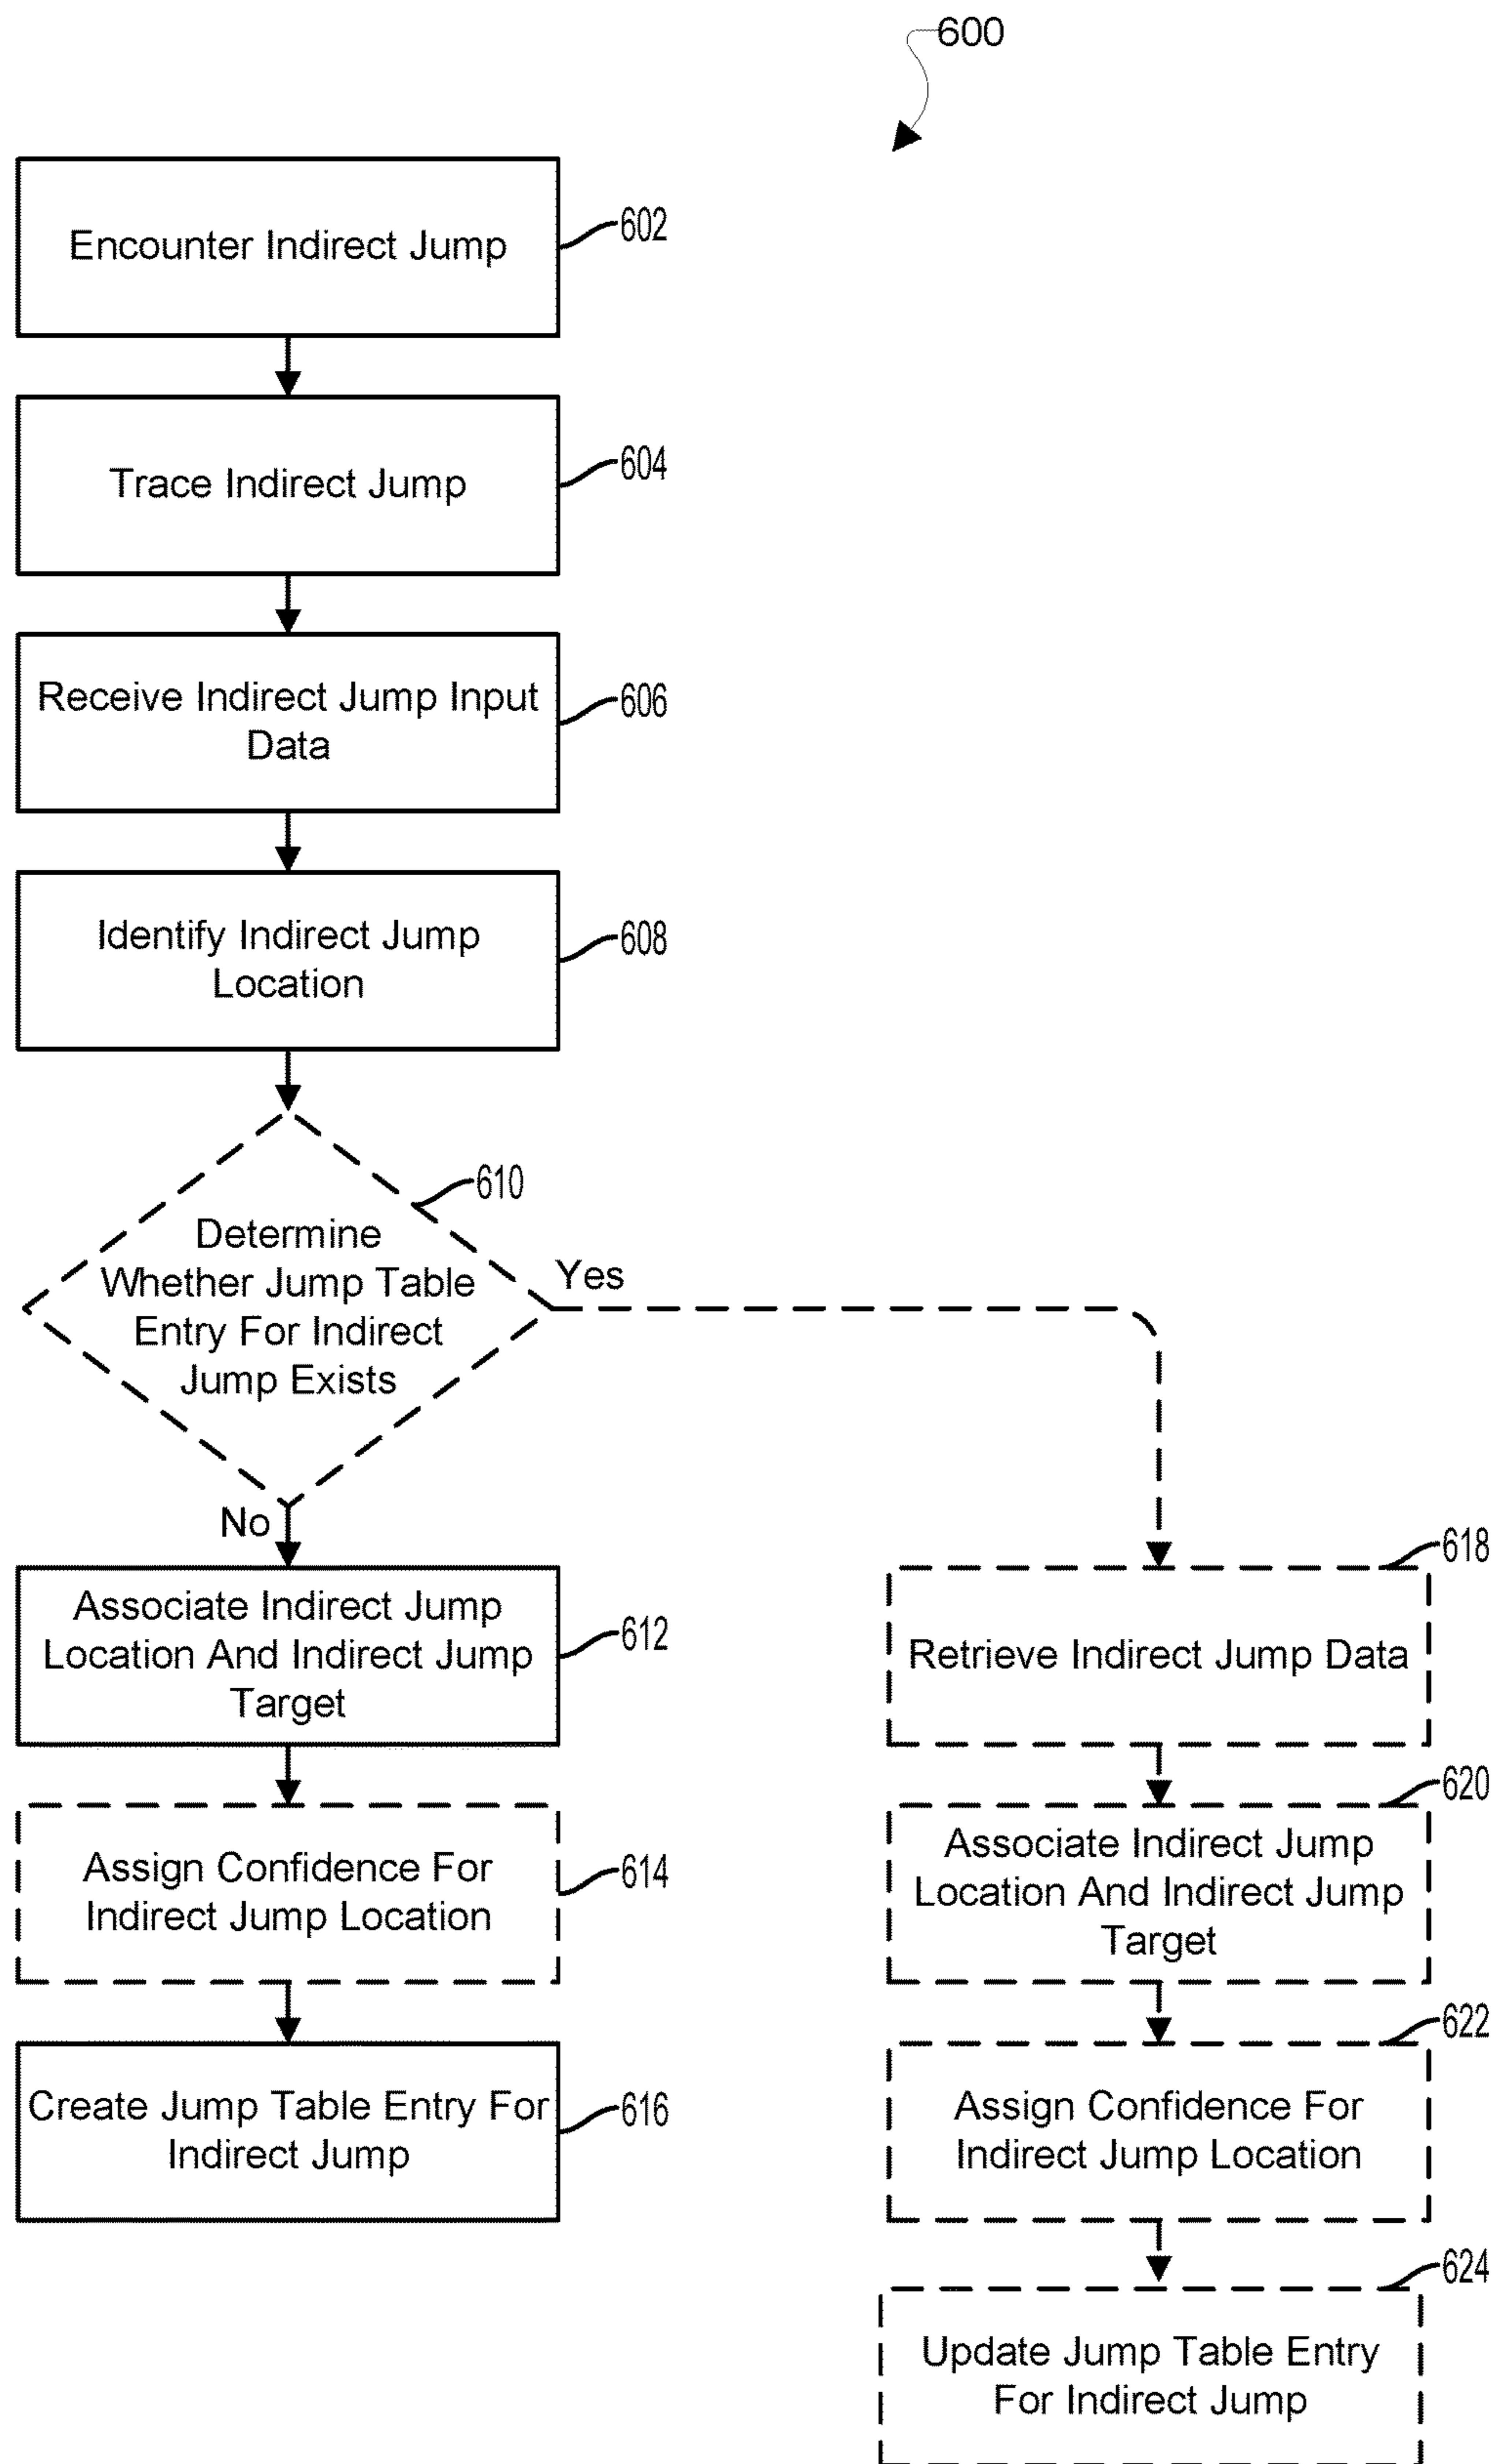 600
Encounter Indirect Jump
602
Trace Indirect Jump
604
Receive Indirect Jump Input
Data
606
Identify Indirect Jump
Location
608
610
Determine
Whether Jump Table
Entry For Indirect
Jump Exists
Yes
No
Associate Indirect Jump
Location And Indirect Jump
Target
612
Assign Confidence For
Indirect Jump Location
614
Create Jump Table Entry For
Indirect Jump
616
618
Retrieve Indirect Jump Data
620
Associate Indirect Jump
Location And Indirect Jump
Target
622
Assign Confidence For
Indirect Jump Location
624
Update Jump Table Entry
For Indirect Jump